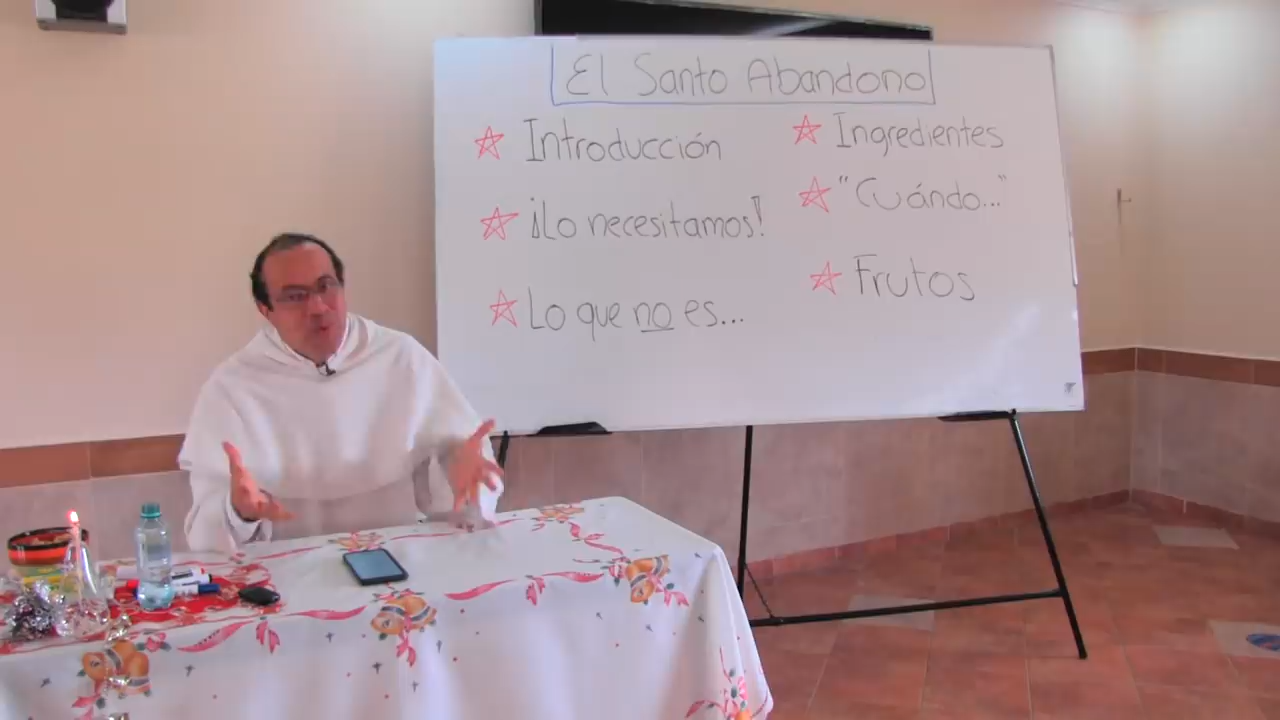 El Santo Abandono
Introducción
¡Lo necesitamos!
Lo que no es...
Ingredientes
"Cuándo..."
Frutos